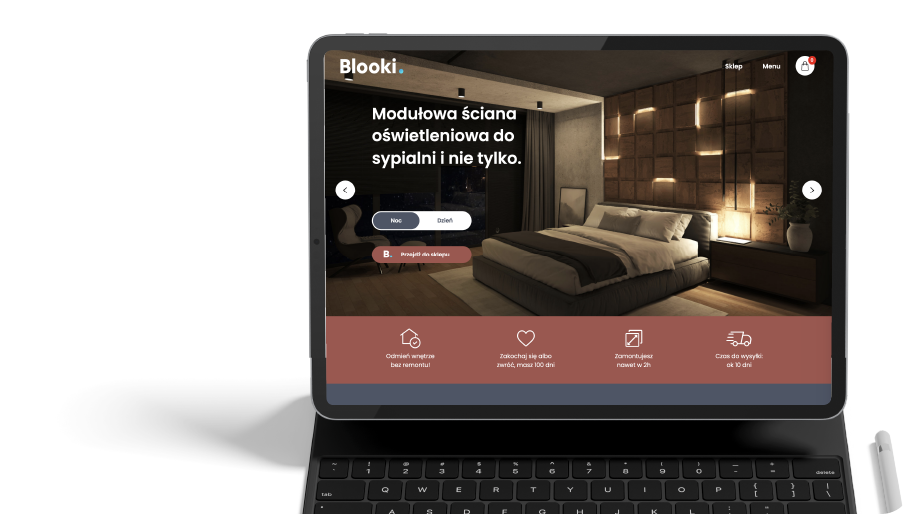 Blooki.
Sklep
Menu
0
Modułowa ściana
oświetleniowa do
sypialni i nie tylko.
Noc
Dzień
B. Przejdź do sklepu
Odmień wnętrze
bez remontu!
Zakochaj się albo
zwróć, masz 100 dni
Zamontujesz
nawet w 2h
Czas do wysyłki:
ok 10 dni
~ ! @ # $ % ^ & * ( ) — +
` 1 2 3 4 5 6 7 8 9 0 - = delete
tab Q W E R T Y U I O P { [ } ] | \
A S D F G H J K L : "